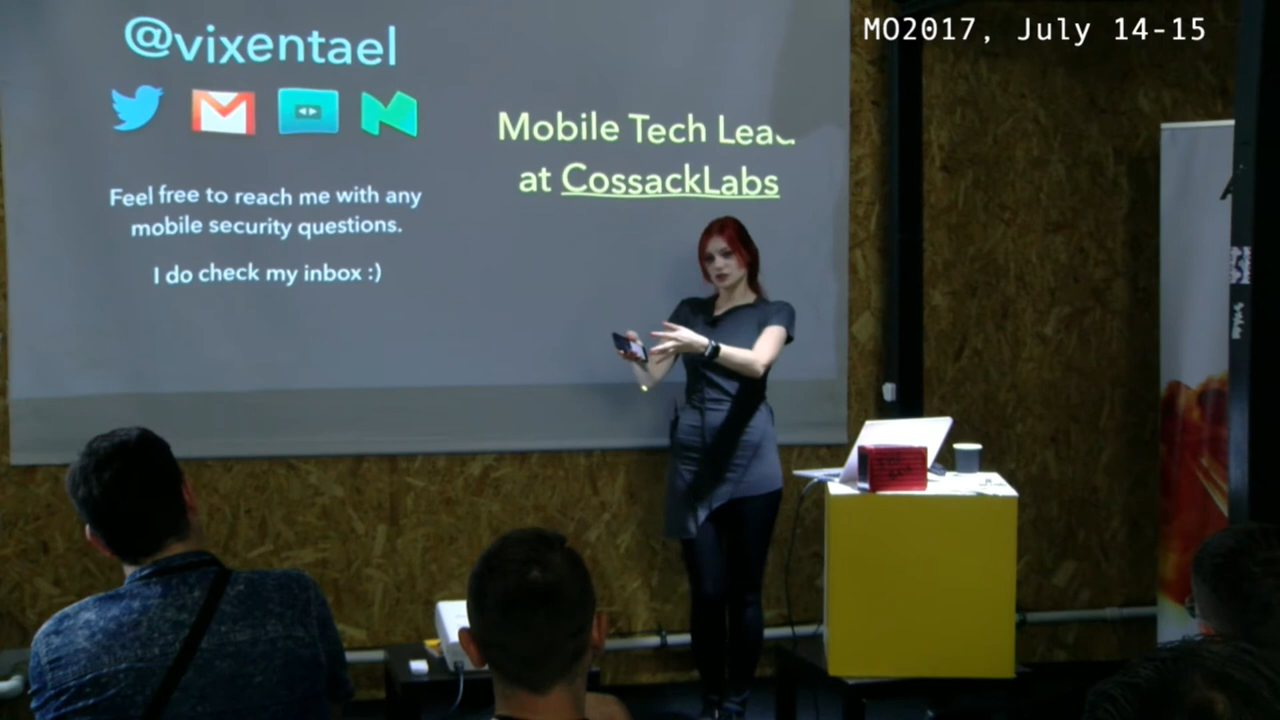 MO2017, July 14-15
@vixentael
Feel free to reach me with any
mobile security questions.
I do check my inbox :)
Mobile Tech Lead
at CossackLabs